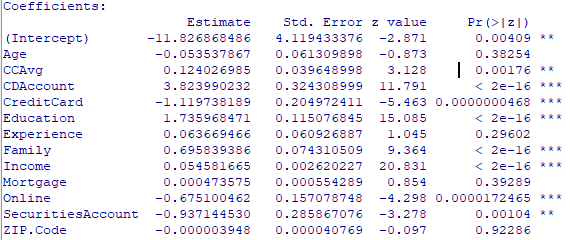 Coefficients:
Estimate Std. Error z value Pr(>|z|)
(Intercept) -11.826868486 4.119433376 -2.871 0.00409 **
Age -0.053537867 0.061309898 -0.873 0.38254
CCAvg 0.124026985 0.039648998 3.128 0.00176 **
CDAccount 3.823990232 0.324308999 11.791 < 2e-16 ***
CreditCard -1.119738189 0.204972411 -5.463 0.0000000468 ***
Education 1.735968471 0.115076845 15.085 < 2e-16 ***
Experience 0.063669466 0.060926887 1.045 0.29602
Family 0.695839386 0.074310509 9.364 < 2e-16 ***
Income 0.054581665 0.002620227 20.831 < 2e-16 ***
Mortgage 0.000473575 0.000554289 0.854 0.39289
Online -0.675100462 0.157078748 -4.298 0.0000172465 ***
SecuritiesAccount -0.937144530 0.285867076 -3.278 0.00104 **
ZIP.Code -0.000003948 0.000040769 -0.097 0.92286